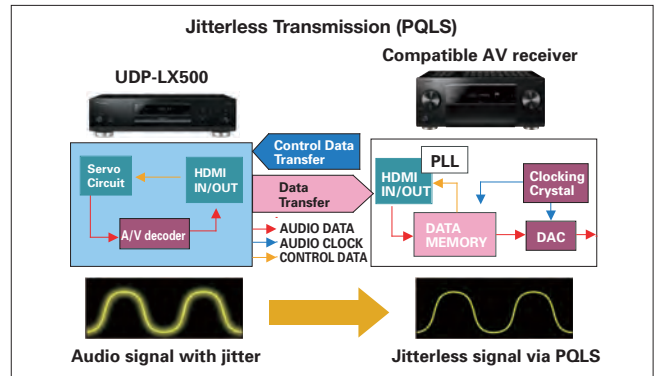 Jitterless Transmission (PQLS)
Compatible AV receiver
UDP-LX500
Control Data
Transfer
Data
Transfer
Servo
Circuit
HDMI
IN/OUT
A/V decoder
HDMI
IN/OUT
PLL
Clocking
Crystal
DATA
MEMORY
DAC
AUDIO DATA
AUDIO CLOCK
CONTROL DATA
Audio signal with jitter
Jitterless signal via PQLS